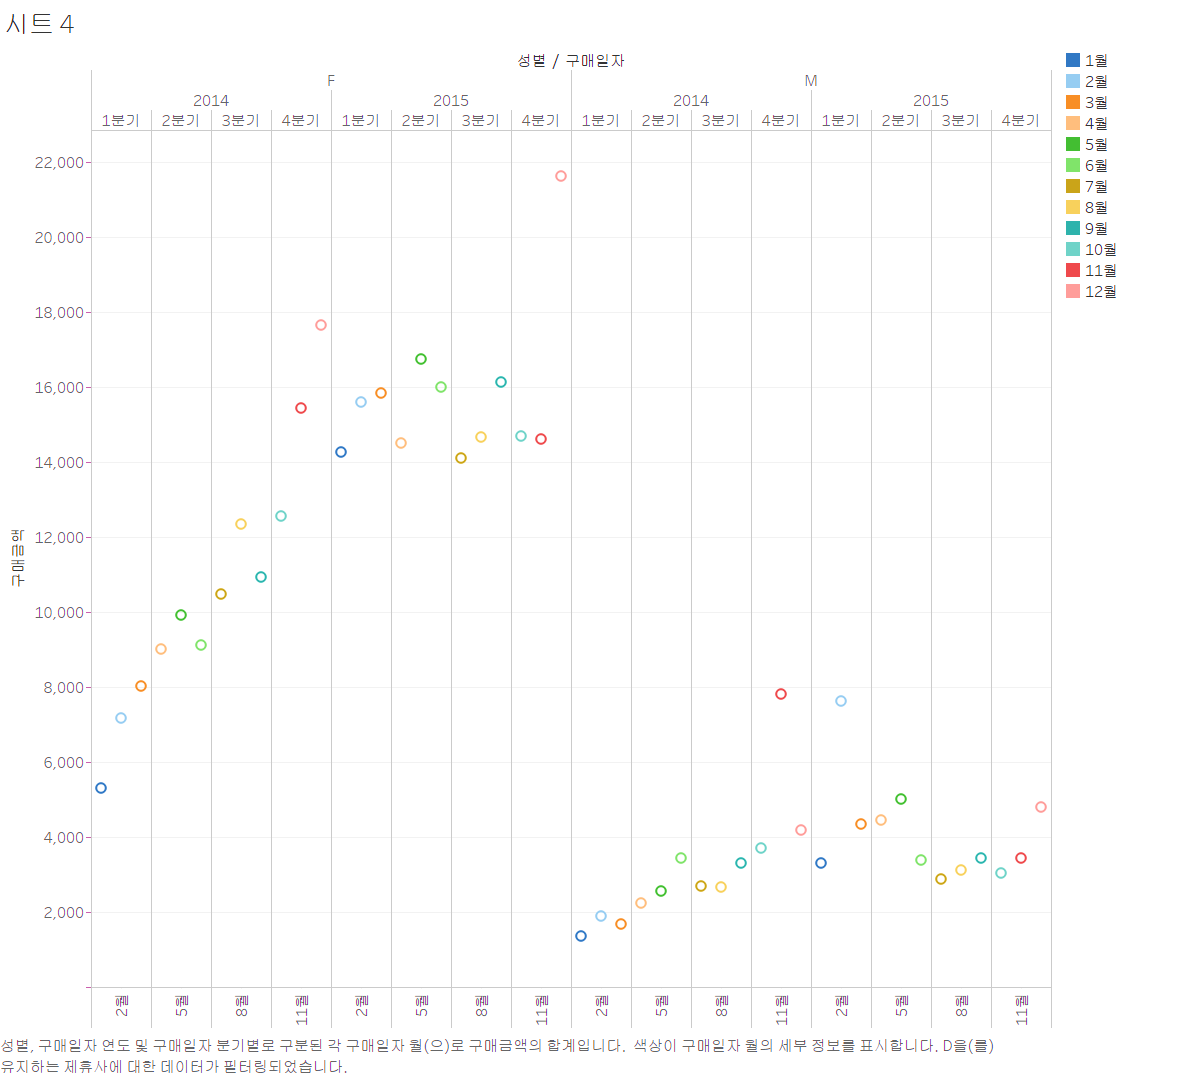 시트 4
성별 / 구매일자
F M
2014 2015 2014 2015
1분기 2분기 3분기 4분기 1분기 2분기 3분기 4분기 1분기 2분기 3분기 4분기 1분기 2분기 3분기 4분기
1월
2월
3월
4월
5월
6월
7월
8월
9월
10월
11월
12월
22,000
20,000
18,000
16,000
14,000
12,000
10,000
8,000
6,000
4,000
2,000
구매금액
2월 5월 8월 11월 2월 5월 8월 11월 2월 5월 8월 11월 2월 5월 8월 11월
성별, 구매일자 연도 및 구매일자 분기별로 구분된 각 구매일자 월(으)로 구매금액의 합계입니다. 색상이 구매일자 월의 세부 정보를 표시합니다. D을(를)
유지하는 제휴사에 대한 데이터가 필터링되었습니다.